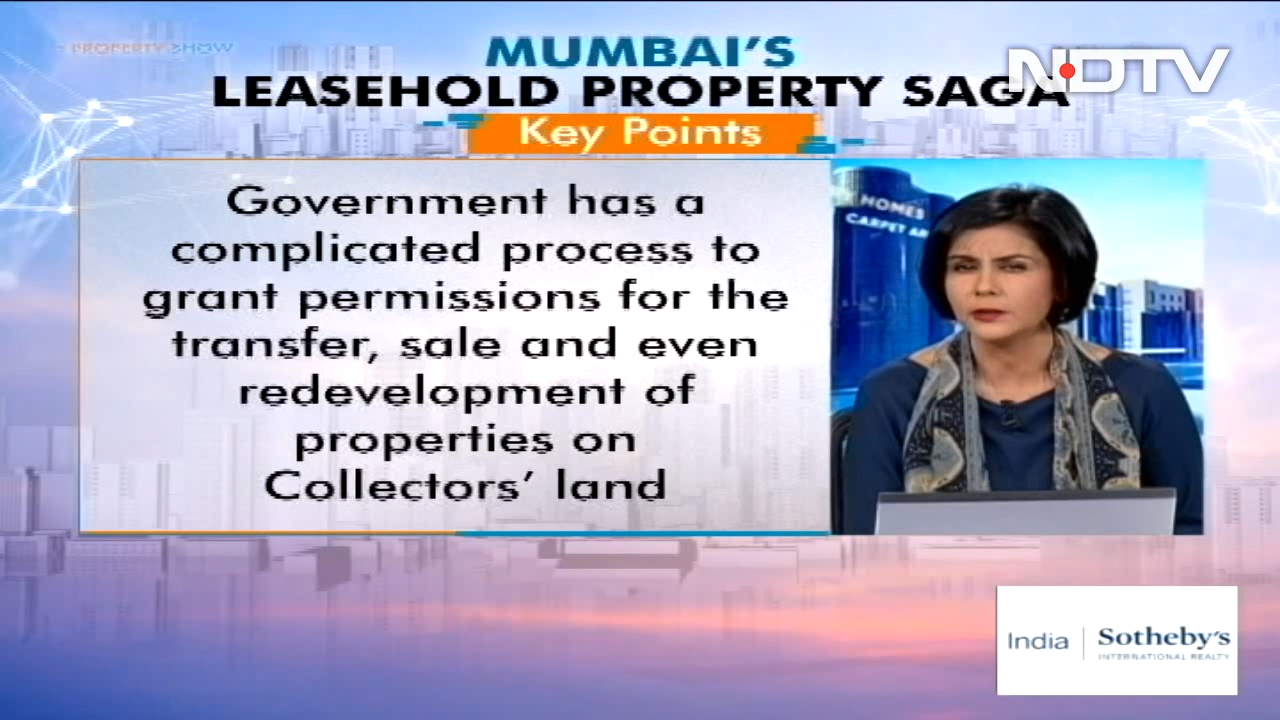 PROPERTY SHOW
MUMBAI'S
LEASEHOLD PROPERTY SAGA
NDTV
Key Points
Government has a
complicated process to
grant permissions for the
transfer, sale and even
redevelopment of
properties on
Collectors' land
HOMES
CARPET AR
India
Sotheby's
INTERNATIONAL REALTY